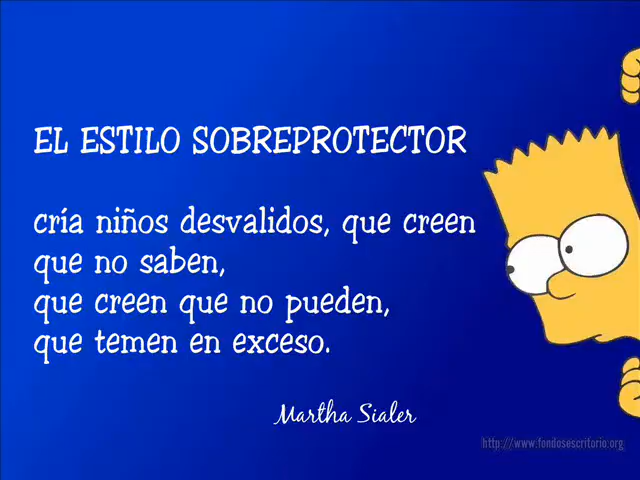 EL ESTILO SOBREPROTECTOR
cría niños desvalidos, que creen
que no saben,
que creen que no pueden,
que temen en exceso.
Martha Sialer
http://www.fondosescritorio.org